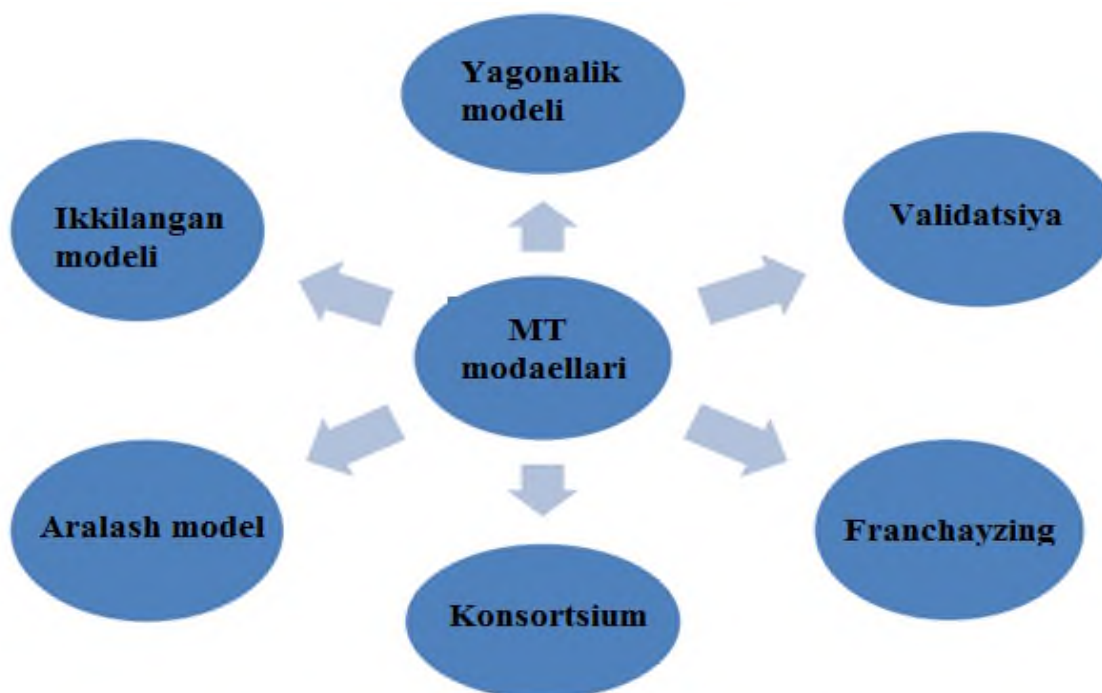 Yagonalik
modeli
Ikkilangan
modeli
Validatsiya
MT
modaellari
Aralash model
Franchayzing
Konsortsium